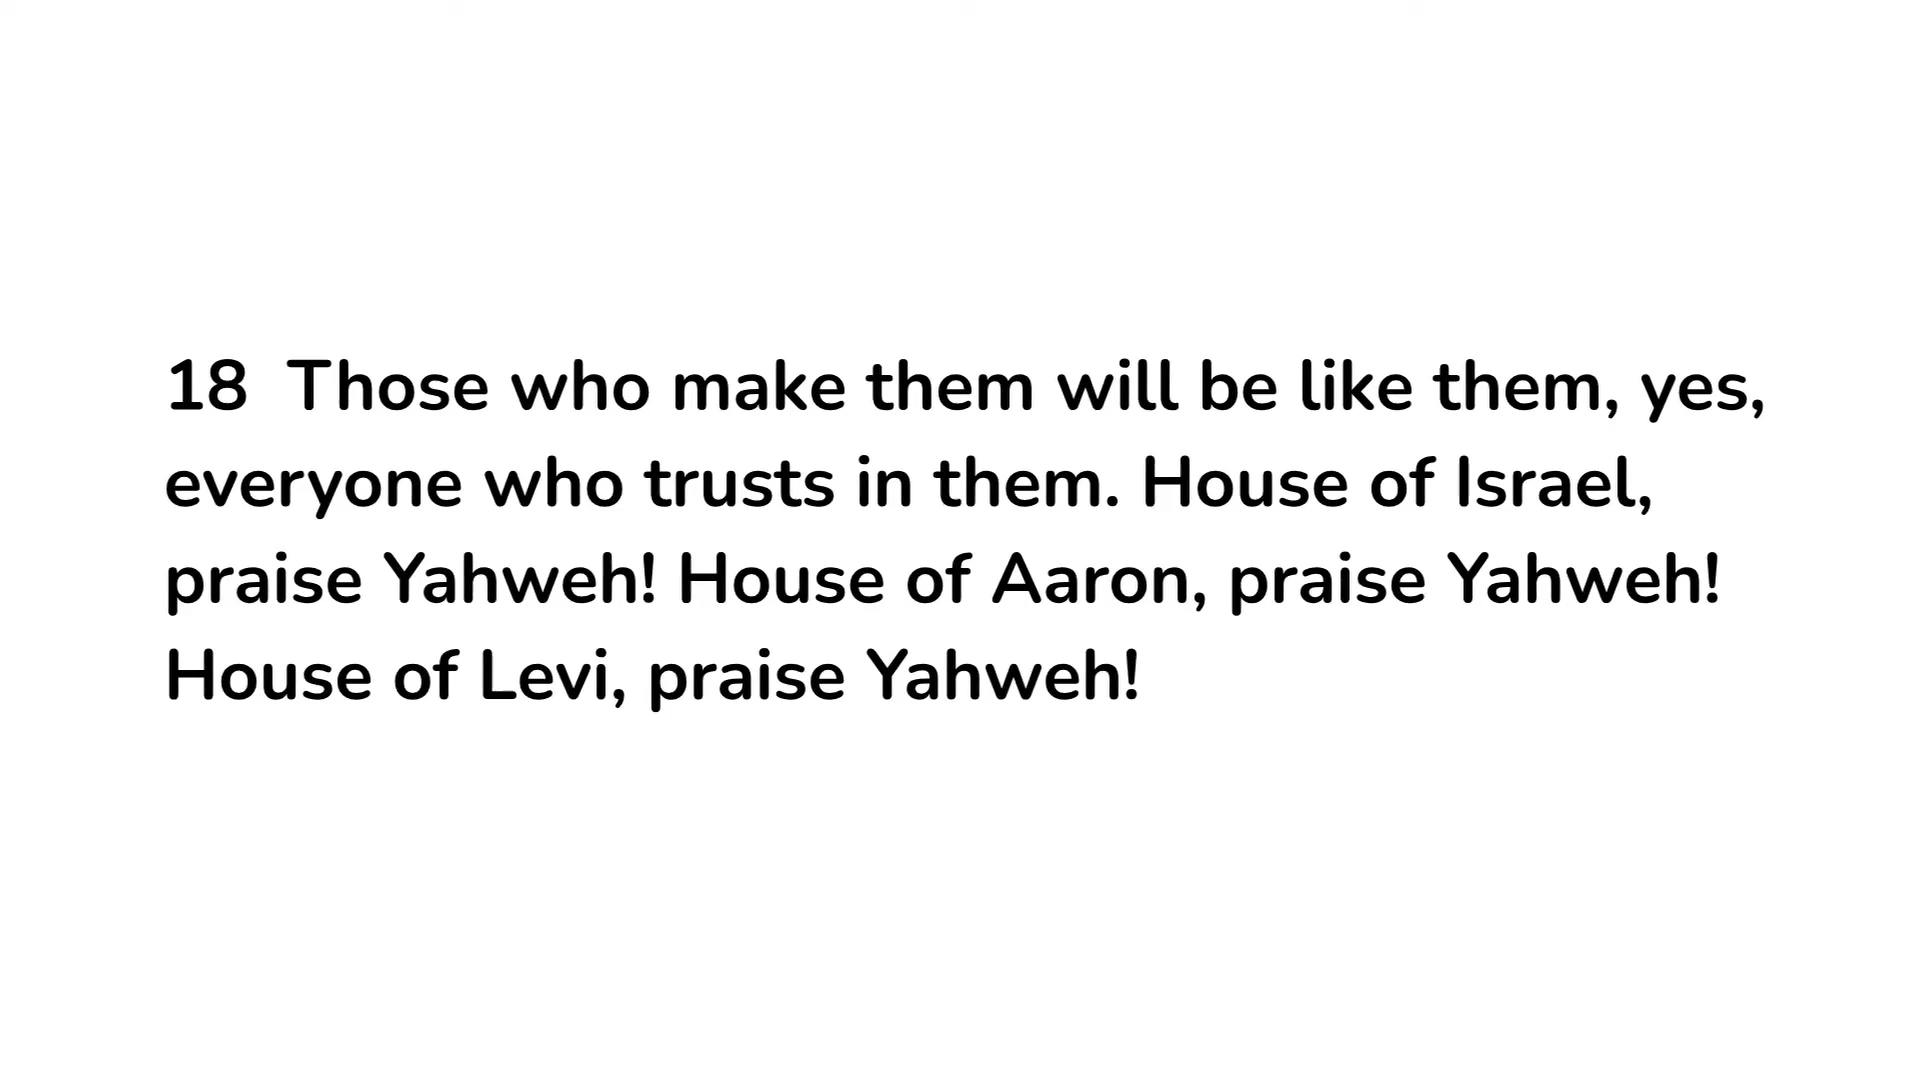 18  Those who make them will be like them, yes,
everyone who trusts in them. House of Israel,
praise Yahweh! House of Aaron, praise Yahweh!
House of Levi, praise Yahweh!